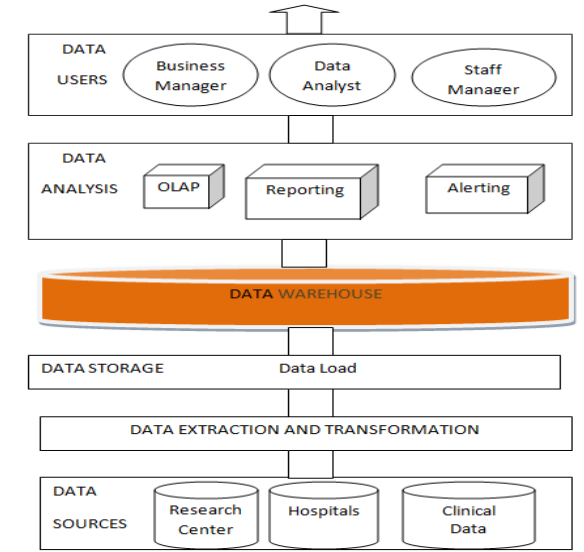 DATA
USERS
Business
Manager
Data
Analyst
Staff
Manager
DATA
ANALYSIS
OLAP
Reporting
Alerting
DATA WAREHOUSE
DATA STORAGE Data Load
DATA EXTRACTION AND TRANSFORMATION
DATA
SOURCES
Research
Center
Hospitals
Clinical
Data